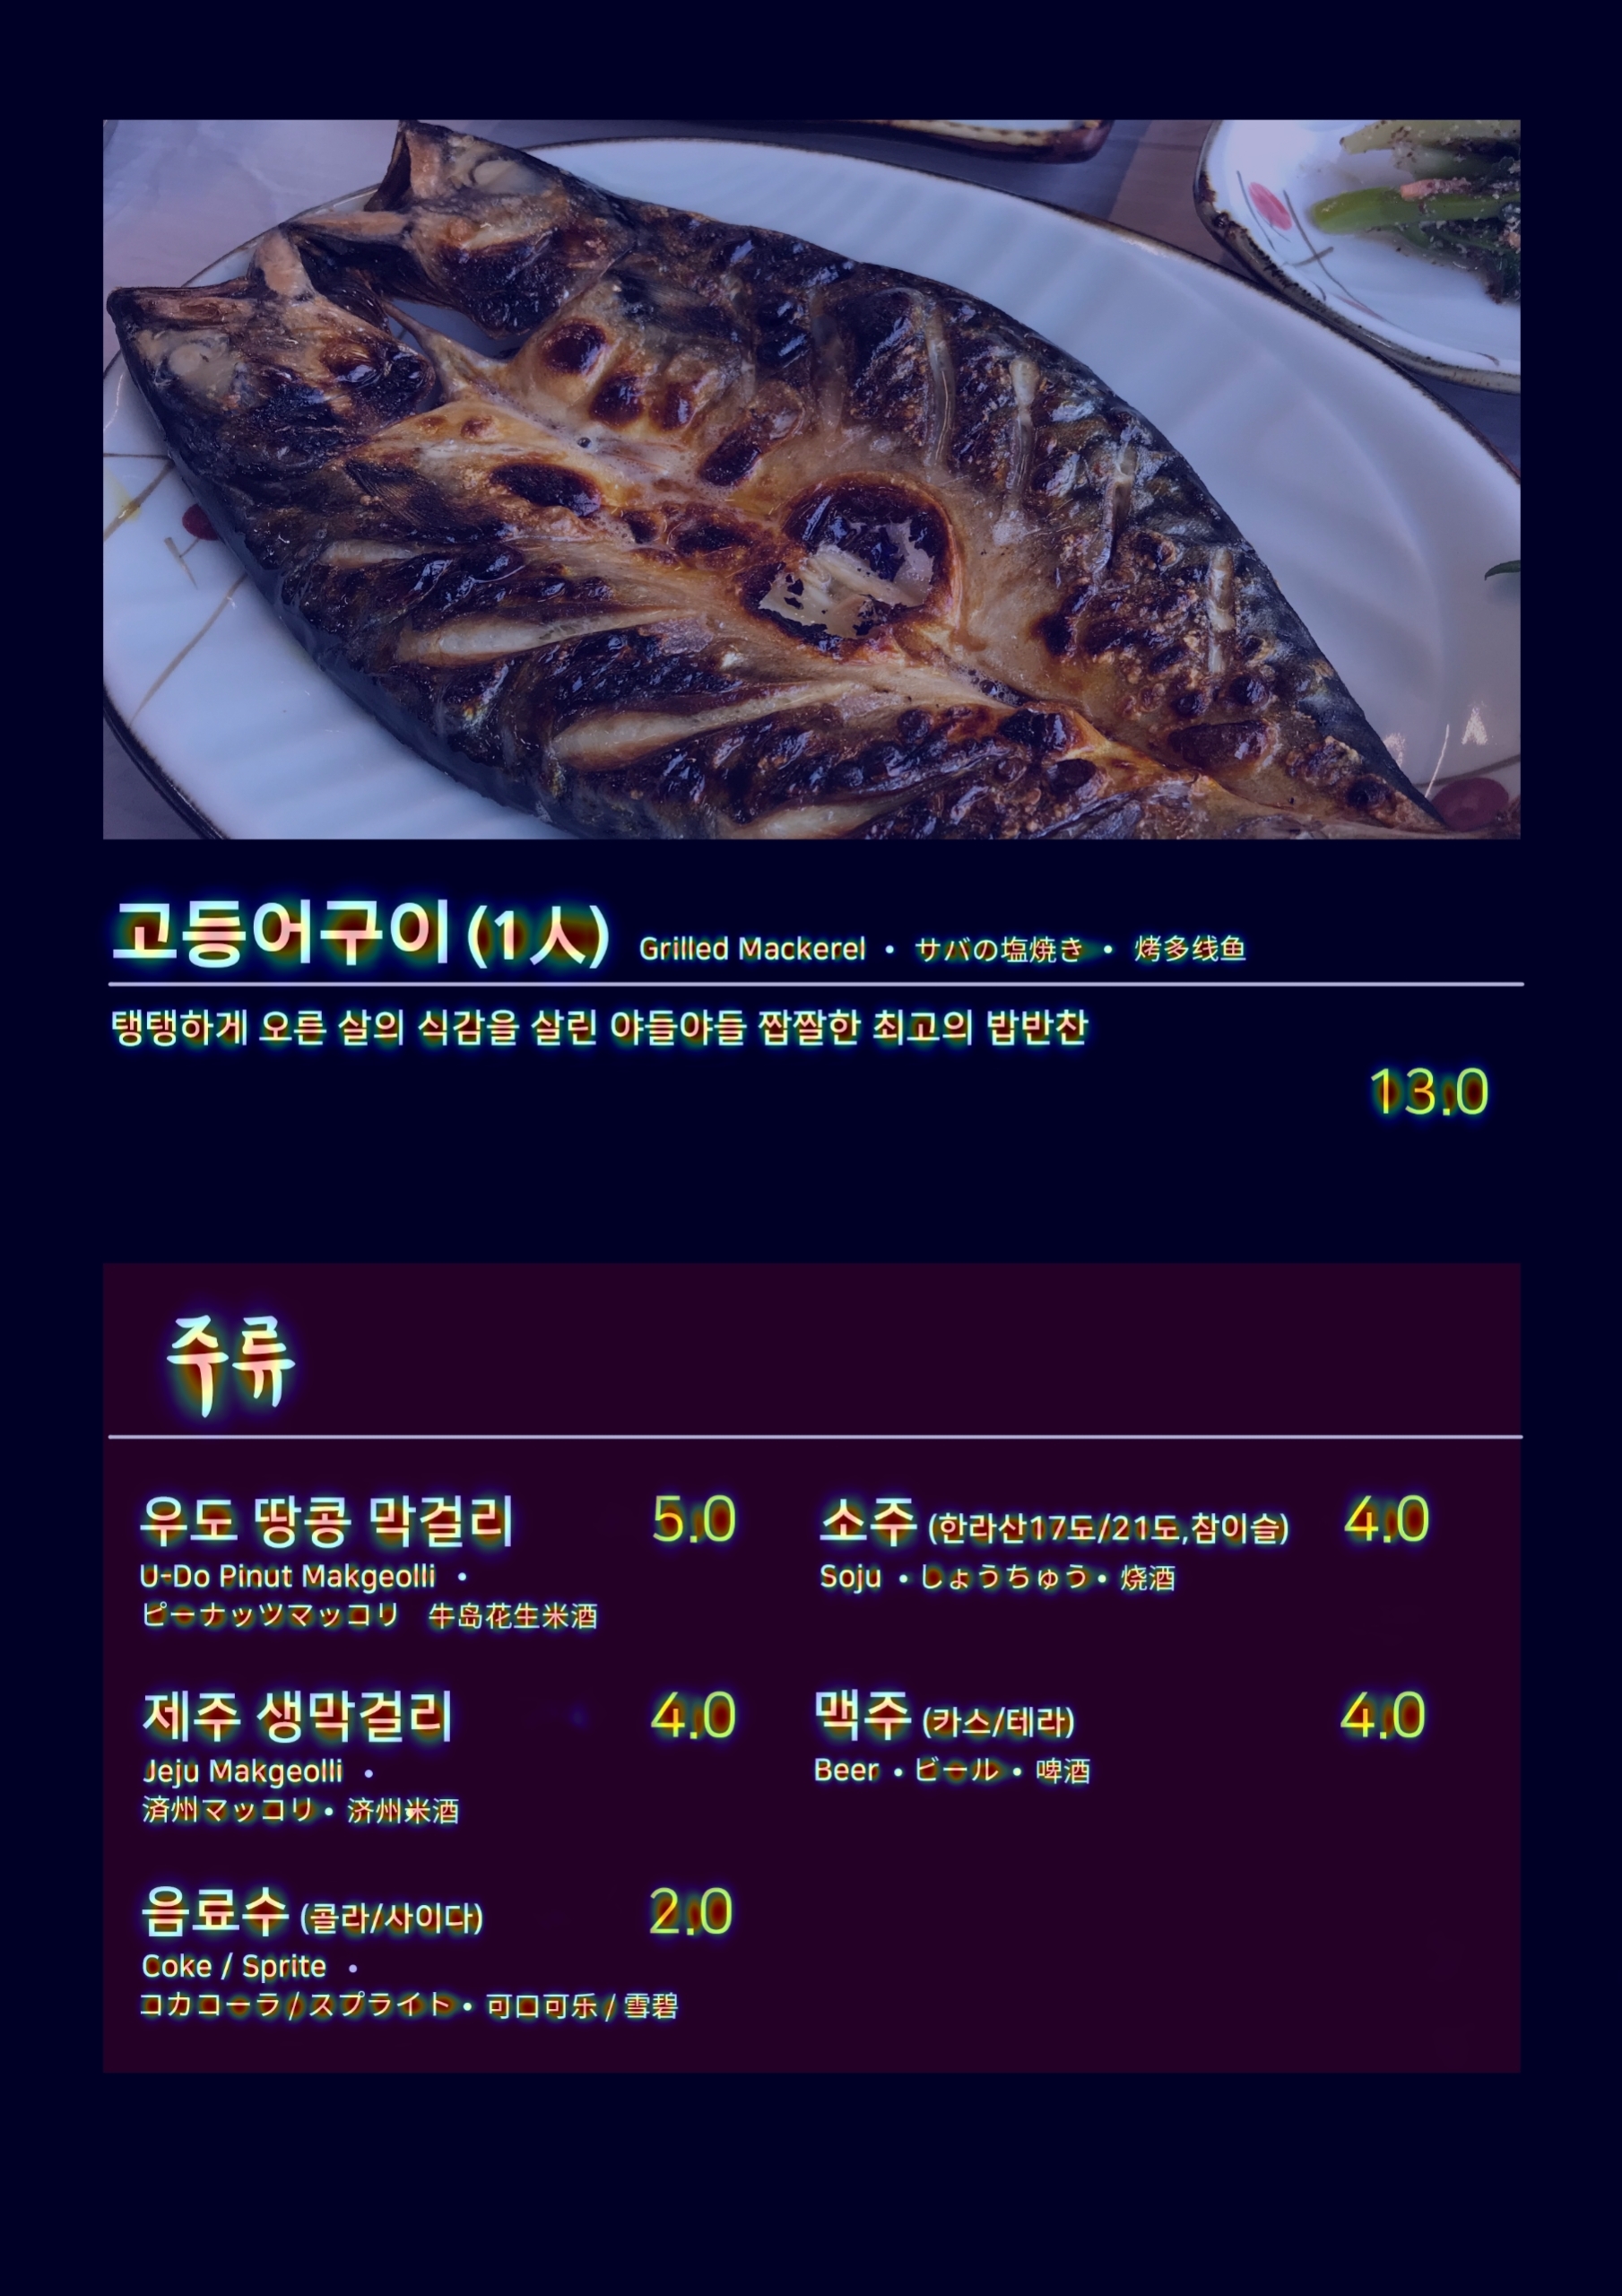 고등어구이 (1人) Grilled Mackerel • サバの塩焼き • 烤多线鱼
탱탱하게 오른 살의 식감을 살린 야들야들 짭짤한 최고의 밥반찬
13.0
주류
우도 땅콩 막걸리 5.0
U-Do Pinut Makgeolli •
ピーナッツマッコリ 牛岛花生米酒
소주 (한라산17도/21도,참이슬) 4.0
Soju • しょうちゅう • 烧酒
제주 생막걸리 4.0
Jeju Makgeolli •
済州マッコリ • 济州米酒
맥주 (카스/테라) 4.0
Beer • ビール • 啤酒
음료수 (콜라/사이다) 2.0
Coke / Sprite •
コカコーラ / スプライト • 可口可乐 / 雪碧